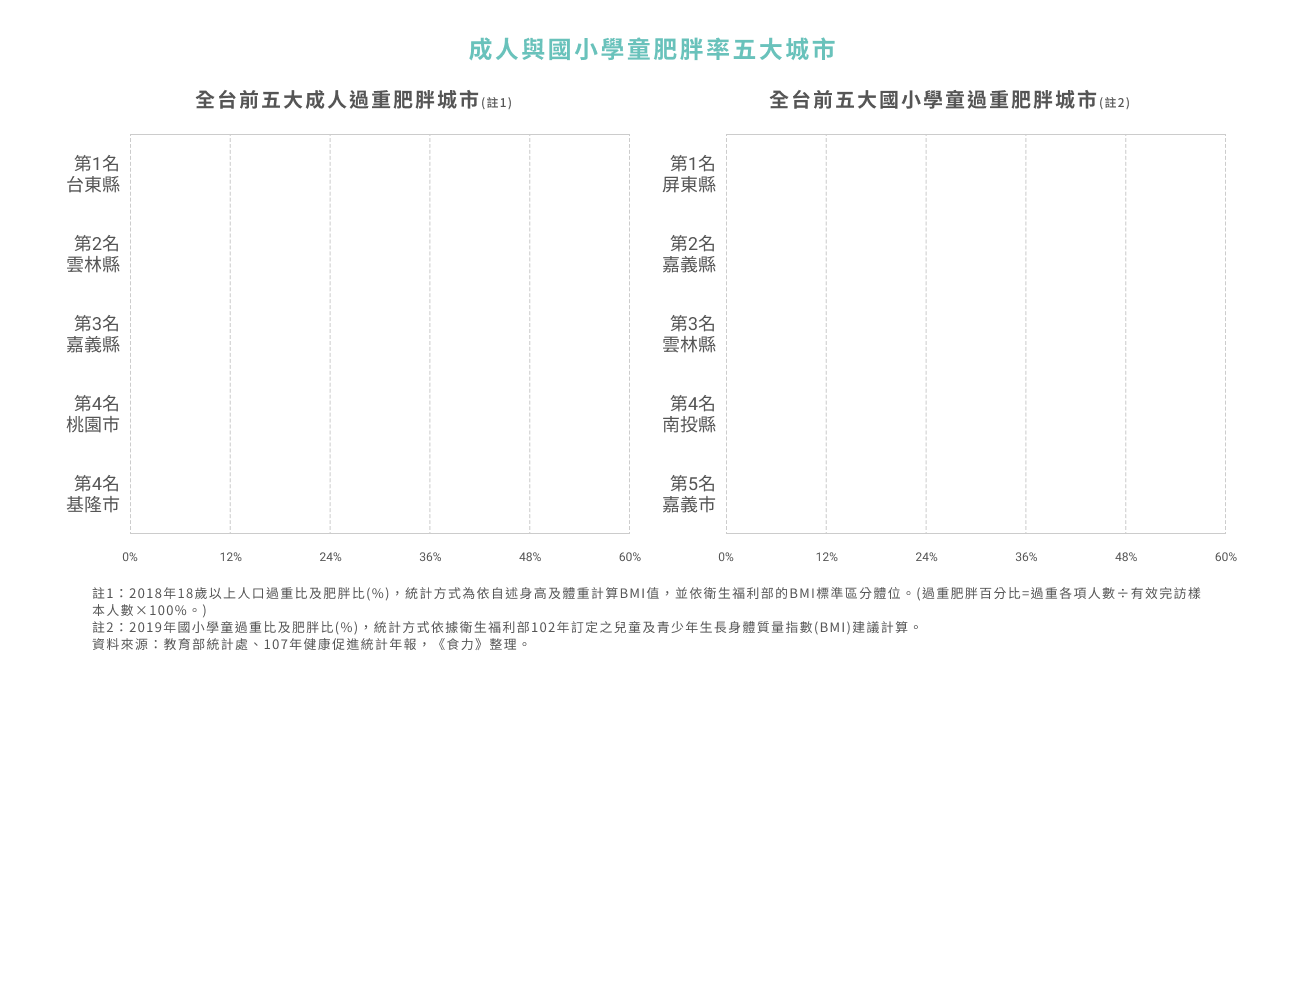 成人與國小學童肥胖率五大城市
全台前五大成人過重肥胖城市(註1)
第1名
台東縣
第2名
雲林縣
第3名
嘉義縣
第4名
桃園市
第4名
基隆市
0% 12% 24% 36% 48% 60%
全台前五大國小學童過重肥胖城市(註2)
第1名
屏東縣
第2名
嘉義縣
第3名
雲林縣
第4名
南投縣
第5名
嘉義市
0% 12% 24% 36% 48% 60%
註1：2018年18歲以上人口過重比及肥胖比(%)，統計方式為依自述身高及體重計算BMI值，並依衛生福利部的BMI標準區分體位。(過重肥胖百分比=過重各項人數÷有效完訪樣
本人數×100%。)
註2：2019年國小學童過重比及肥胖比(%)，統計方式依據衛生福利部102年訂定之兒童及青少年生長身體質量指數(BMI)建議計算。
資料來源：教育部統計處、107年健康促進統計年報，《食力》整理。